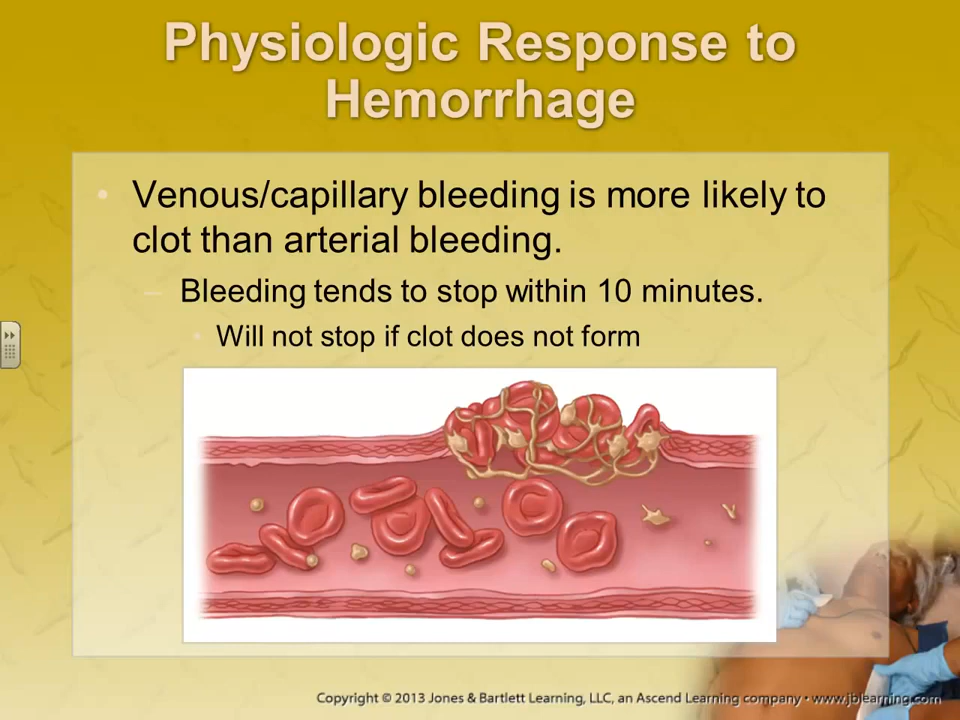 Physiologic Response to
Hemorrhage
• Venous/capillary bleeding is more likely to
clot than arterial bleeding.
– Bleeding tends to stop within 10 minutes.
• Will not stop if clot does not form
Copyright © 2013 Jones & Bartlett Learning, LLC, an Ascend Learning company • www.jblearning.com